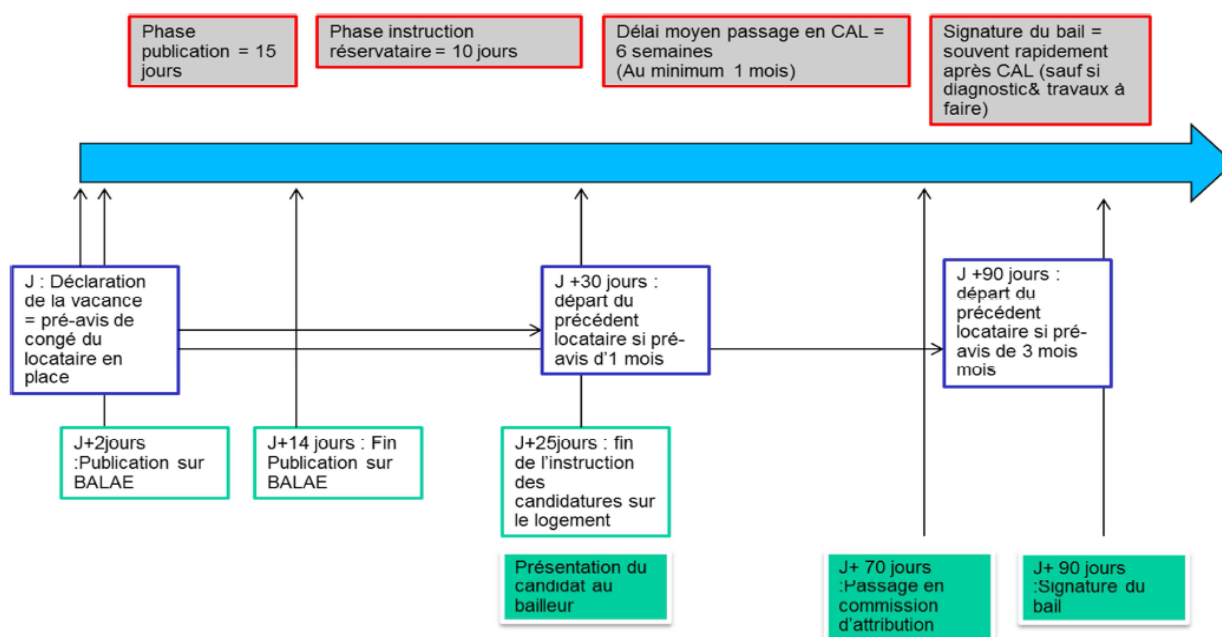 Phase
publication = 15
jours
Phase instruction
réservataire = 10 jours
Délai moyen passage en CAL =
6 semaines
(Au minimum 1 mois)
Signature du bail =
souvent rapidement
après CAL (sauf si
diagnostic& travaux à
faire)
J : Déclaration
de la vacance
= pré-avis de
congé du
locataire en
place
J +30 jours :
départ du
précédent
locataire si pré-
avis d'1 mois
J +90 jours :
départ du
précédent
locataire si pré-
avis de 3 mois
mois
J+2jours
:Publication sur
BALAE
J+14 jours : Fin
Publication sur
BALAE
J+25jours : fin
de l'instruction
des
candidatures sur
le logement
Présentation du
candidat au
bailleur
J+ 70 jours
:Passage en
commission
d'attribution
J+ 90 jours
:Signature du
bail